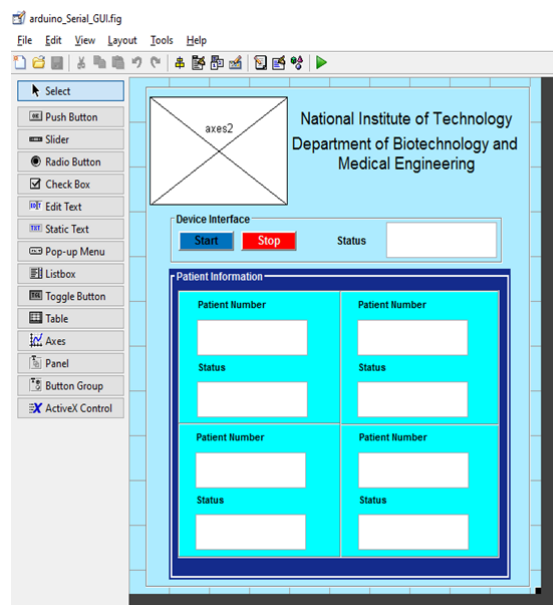 arduino_Serial_GUI.fig
File Edit View Layout Tools Help
Select
Push Button
Slider
Radio Button
Check Box
Edit Text
Static Text
Pop-up Menu
Listbox
Toggle Button
Table
Axes
Panel
Button Group
ActiveX Control
axes2
National Institute of Technology
Department of Biotechnology and
Medical Engineering
Device Interface
Start Stop Status
Patient Information
Patient Number Patient Number
Status Status
Patient Number Patient Number
Status Status